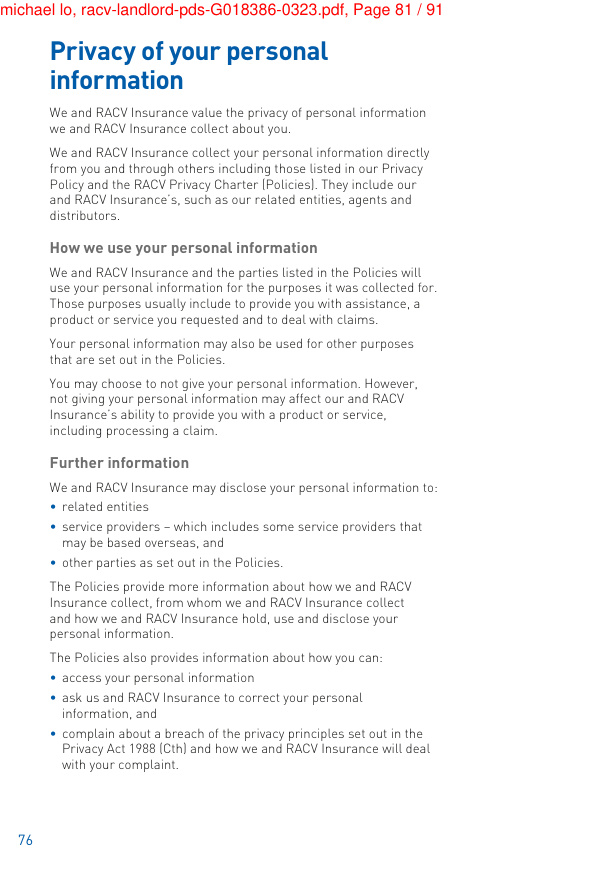 michael lo, racv-landlord-pds-G018386-0323.pdf, Page 81 / 91
Privacy of your personal
information
We and RACV Insurance value the privacy of personal information
we and RACV Insurance collect about you.
We and RACV Insurance collect your personal information directly
from you and through others including those listed in our Privacy
Policy and the RACV Privacy Charter (Policies). They include our
and RACV Insurance's, such as our related entities, agents and
distributors.
How we use your personal information
We and RACV Insurance and the parties listed in the Policies will
use your personal information for the purposes it was collected for.
Those purposes usually include to provide you with assistance, a
product or service you requested and to deal with claims.
Your personal information may also be used for other purposes
that are set out in the Policies.
You may choose to not give your personal information. However,
not giving your personal information may affect our and RACV
Insurance's ability to provide you with a product or service,
including processing a claim.
Further information
We and RACV Insurance may disclose your personal information to:
• related entities
• service providers – which includes some service providers that
may be based overseas, and
• other parties as set out in the Policies.
The Policies provide more information about how we and RACV
Insurance collect, from whom we and RACV Insurance collect
and how we and RACV Insurance hold, use and disclose your
personal information.
The Policies also provides information about how you can:
• access your personal information
• ask us and RACV Insurance to correct your personal
information, and
• complain about a breach of the privacy principles set out in the
Privacy Act 1988 (Cth) and how we and RACV Insurance will deal
with your complaint.
76